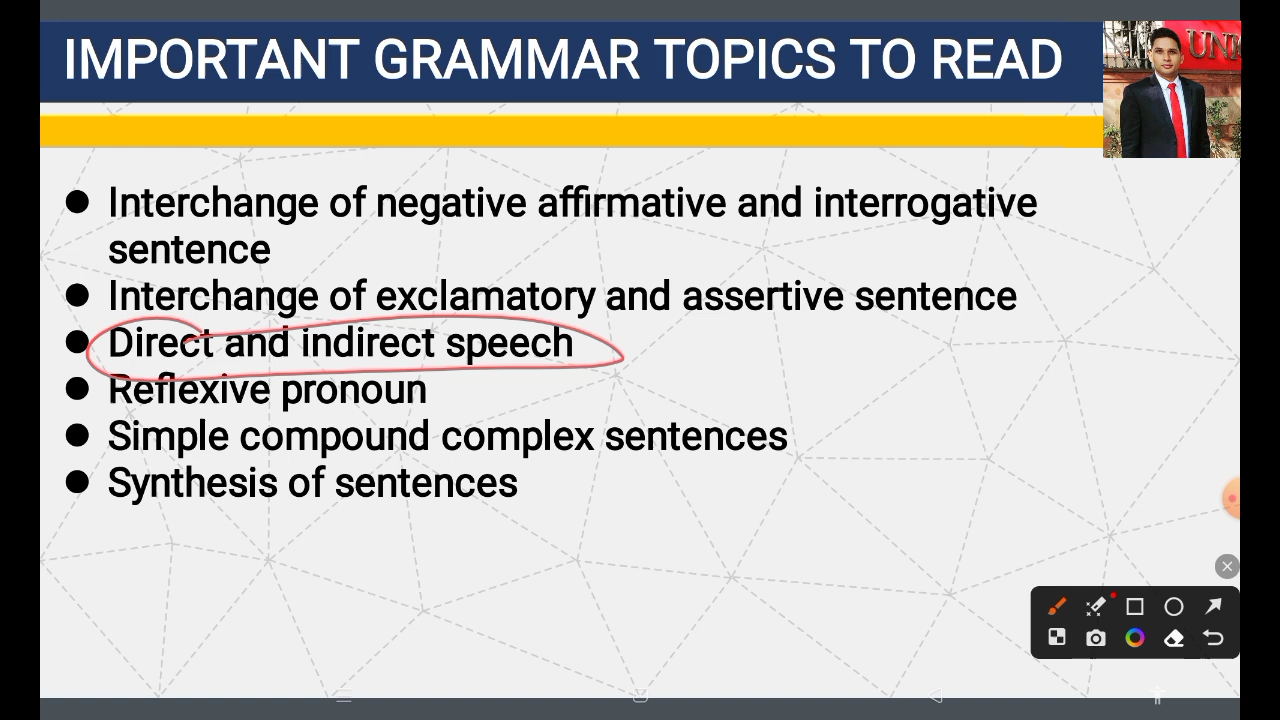 IMPORTANT GRAMMAR TOPICS TO READ
Interchange of negative affirmative and interrogative
sentence
Interchange of exclamatory and assertive sentence
Direct and indirect speech
Reflexive pronoun
Simple compound complex sentences
Synthesis of sentences